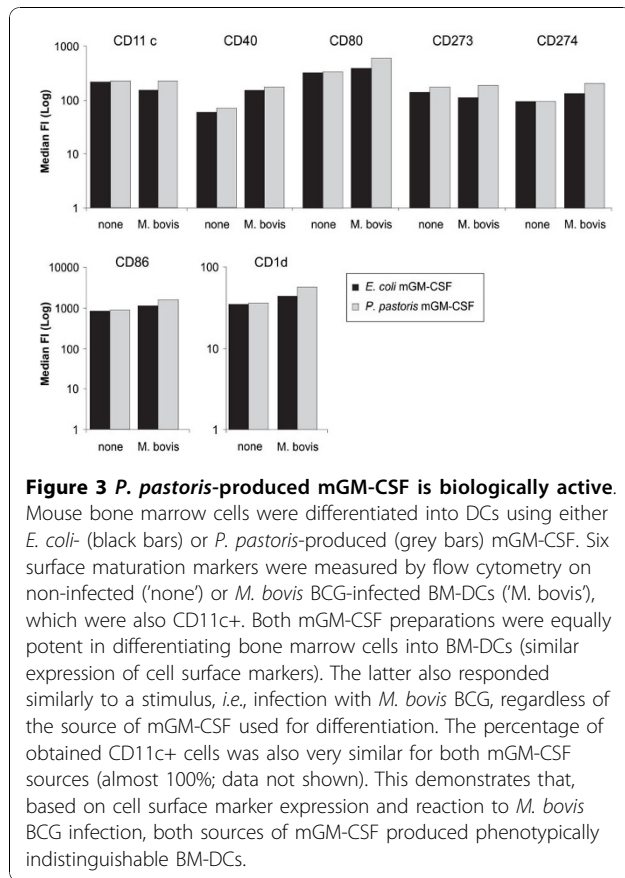 CD11 c CD40 CD80 CD273 CD274
Median FI (Log)
1000
100
10
1
none M. bovis none M. bovis none M. bovis none M. bovis none M. bovis
CD86 CD1d
Median FI (Log)
10000
1000
100
10
1
100
10
1
none M. bovis none M. bovis
E. coli mGM-CSF
P. pastoris mGM-CSF
Figure 3 P. pastoris-produced mGM-CSF is biologically active.
Mouse bone marrow cells were differentiated into DCs using either
E. coli- (black bars) or P. pastoris-produced (grey bars) mGM-CSF. Six
surface maturation markers were measured by flow cytometry on
non-infected ('none') or M. bovis BCG-infected BM-DCs ('M. bovis'),
which were also CD11c+. Both mGM-CSF preparations were equally
potent in differentiating bone marrow cells into BM-DCs (similar
expression of cell surface markers). The latter also responded
similarly to a stimulus, i.e., infection with M. bovis BCG, regardless of
the source of mGM-CSF used for differentiation. The percentage of
obtained CD11c+ cells was also very similar for both mGM-CSF
sources (almost 100%; data not shown). This demonstrates that,
based on cell surface marker expression and reaction to M. bovis
BCG infection, both sources of mGM-CSF produced phenotypically
indistinguishable BM-DCs.